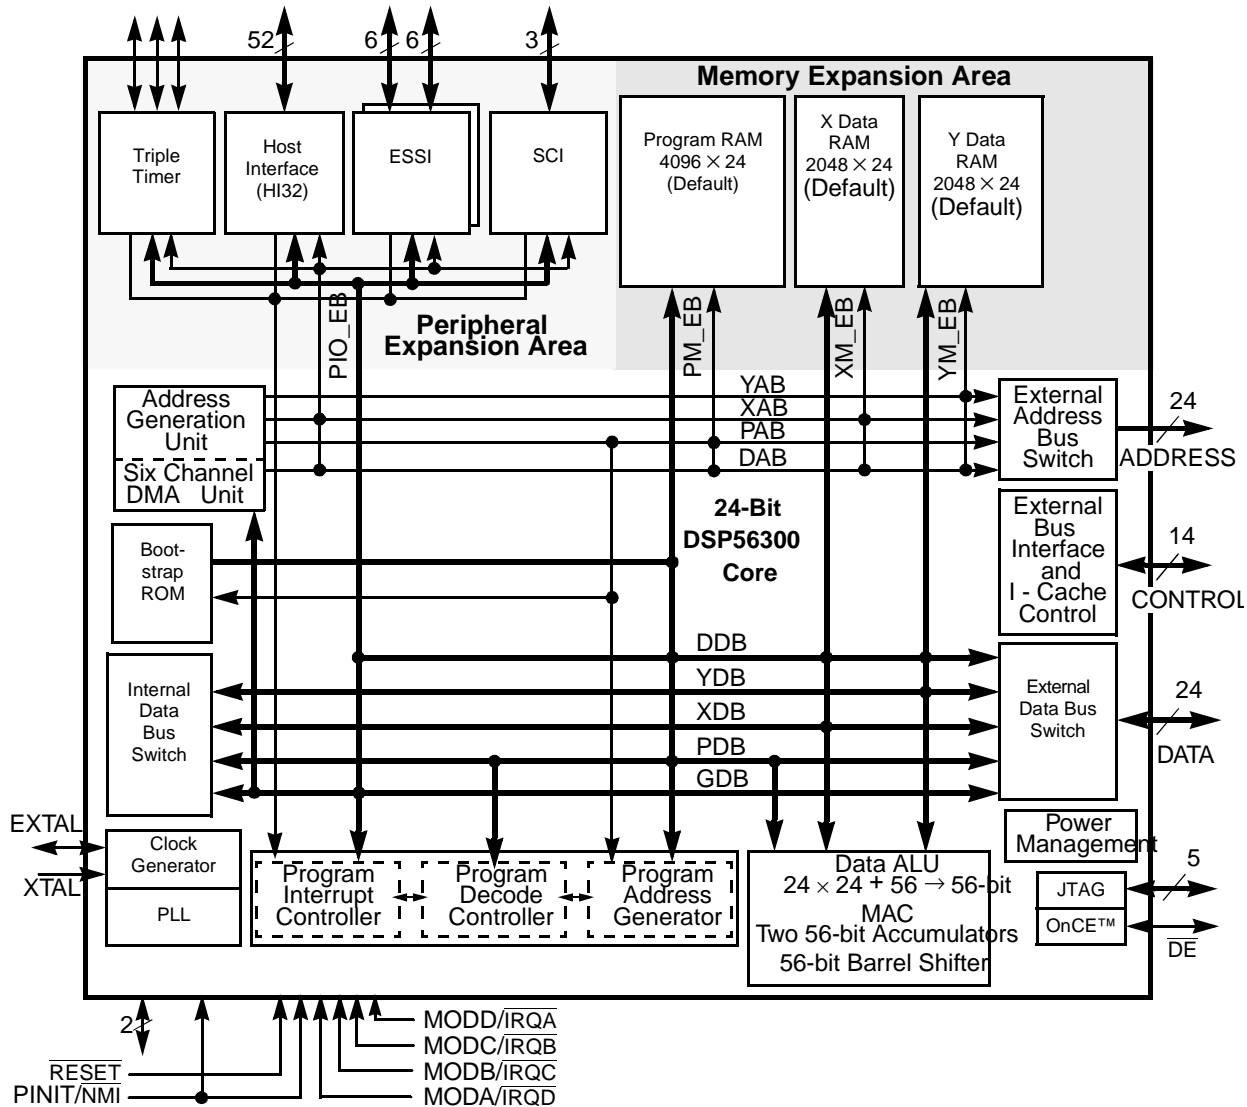 52
6
6
3
Memory Expansion Area
Triple
Timer
Host
Interface
(HI32)
ESSI
SCI
Program RAM
4096 × 24
(Default)
X Data
RAM
2048 × 24
(Default)
Y Data
RAM
2048 × 24
(Default)
PIO_EB
Peripheral
Expansion Area
PM_EB
XM_EB
YM_EB
Address
Generation
Unit
Six Channel
DMA Unit
YAB
XAB
PAB
DAB
External
Address
Bus
Switch
24
ADDRESS
24-Bit
DSP56300
Core
Boot-
strap
ROM
External
Bus
Interface
and
I - Cache
Control
14
CONTROL
Internal
Data
Bus
Switch
DDB
YDB
XDB
PDB
GDB
External
Data Bus
Switch
24
DATA
EXTAL
XTAL
Clock
Generator
PLL
Program
Interrupt
Controller
Program
Decode
Controller
Program
Address
Generator
Data ALU
24 × 24 + 56 → 56-bit
MAC
Two 56-bit Accumulators
56-bit Barrel Shifter
Power
Management
JTAG
OnCE™
5
DE
2
RESET
PINIT/NMI
MODD/IRQA
MODC/IRQB
MODB/IRQC
MODA/IRQD